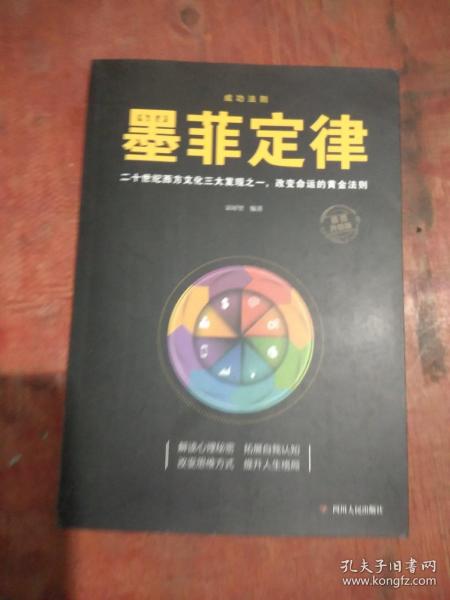 成功法则
墨菲定律
二十世纪西方文化三大发现之一，改变命运的黄金法则
编著
解读心理秘密 拓展自我认知
改变思维方式 提升人生格局
四川人民出版社
孔夫子旧书网
www.kongfz.com